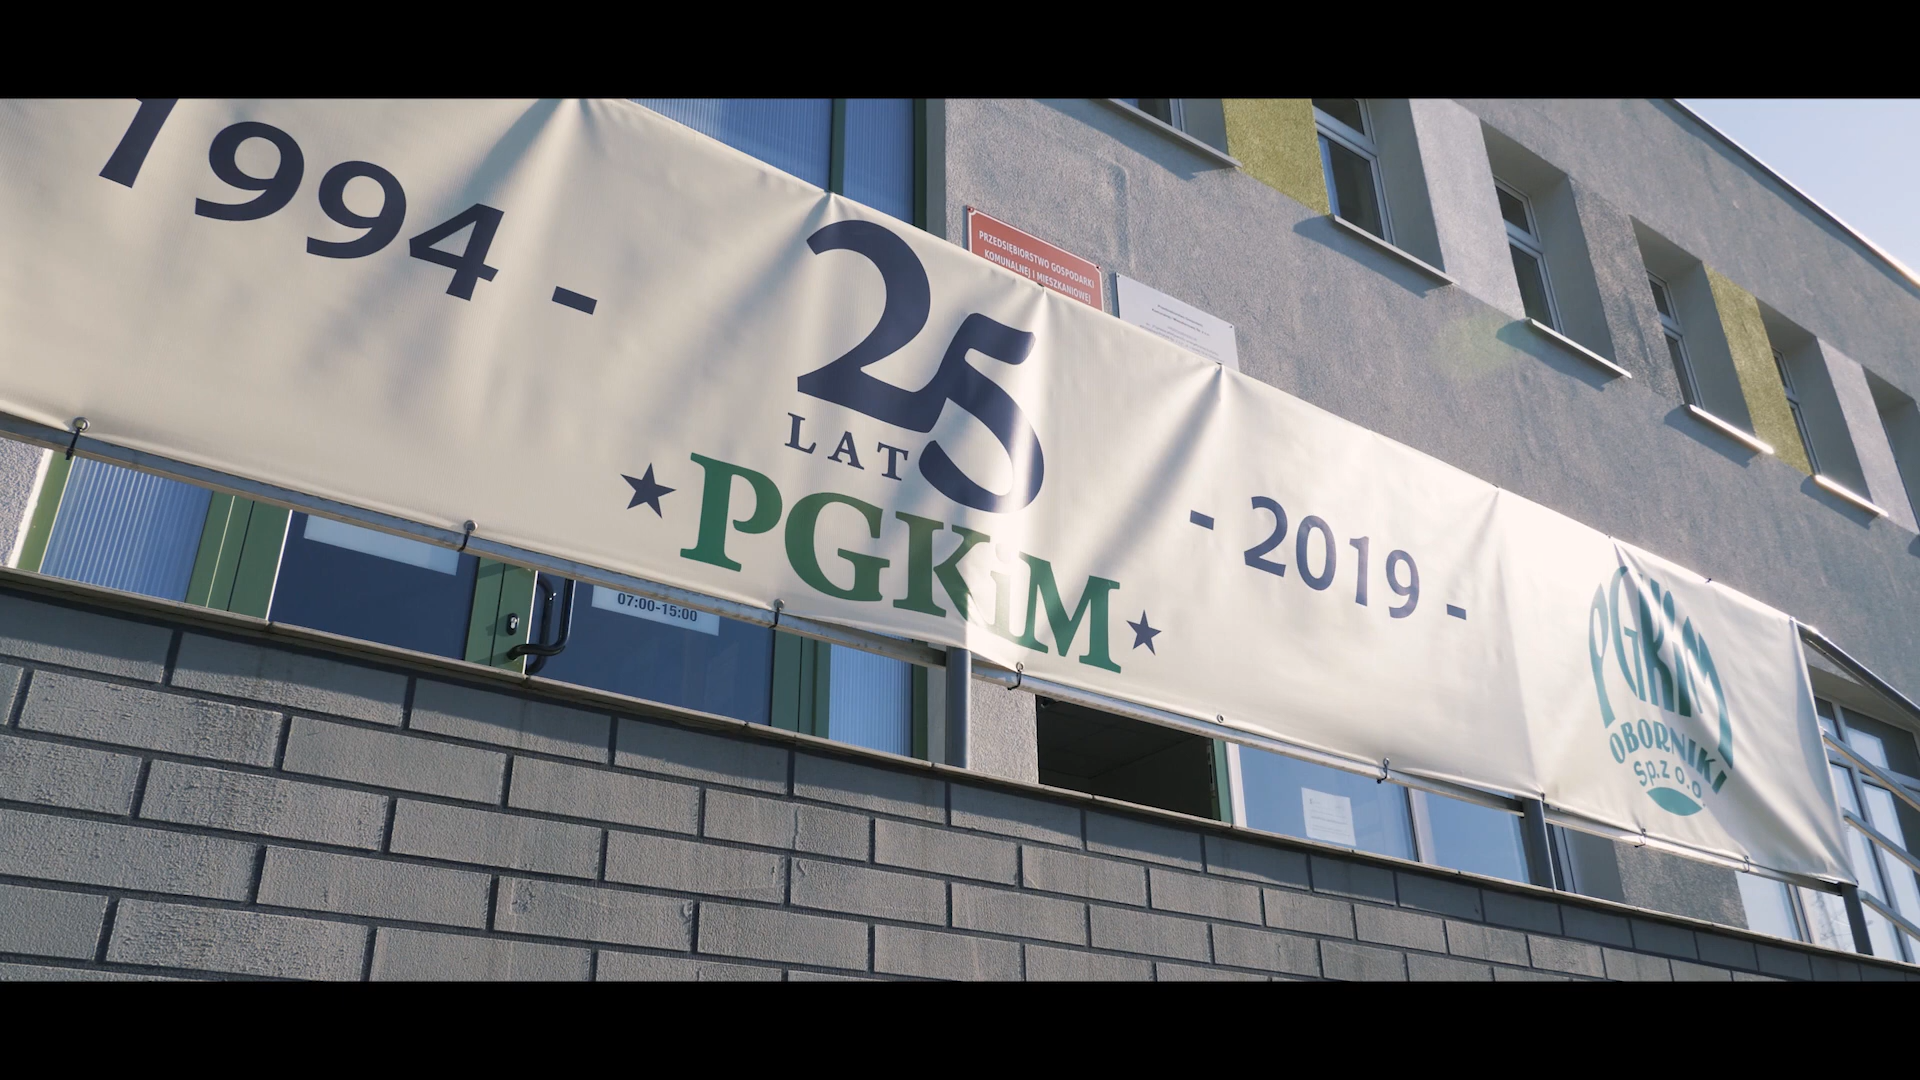 1994 -
25
LAT
PGKiM
- 2019 -
PGKiM
OBORNIKI
Sp. z o.o.
PRZEDSIĘBIORSTWO GOSPODARKI
KOMUNALNEJ I MIESZKANIOWEJ
07:00-15:00